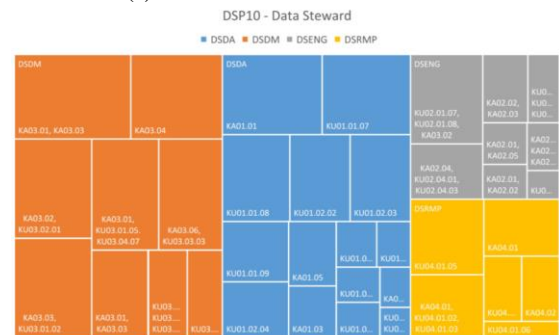 DSP10 - Data Steward
DSDA DSDM DSENG DSRMP
DSDM
KA03.01, KA03.03
KA03.04
KA03.02,
KU03.02.01
KA03.01,
KU03.01.05.
KU03.04.07
KA03.06,
KU03.03.03
KA03.03,
KU03.01.02
KA03.01,
KA03.03
KU03....
KU03....
KU03....
KU03....
DSDA
KA01.01
KU01.01.07
KU01.01.08
KU01.02.02
KU01.02.03
KU01.01.09
KU01.02.04
KA01.05
KA01.03
KU01.0...
KU01...
KU01.0...
KU01.0...
KA0...
KU0...
KU0...
DSENG
KU02.01.07,
KU02.01.08,
KA03.02
KA02.04,
KU02.04.01,
KU02.04.03
KA02.02,
KA02.03
KA02.01,
KA02.05
KA02.01,
KA02.02
KU0...
KU0...
KU0...
KA02...
KA02...
KA02...
KU0...
DSRMP
KU04.01.05
KA04.01,
KU04.01.02,
KU04.01.03
KA04.01
KU04....
KA04.02
KU04.01.06